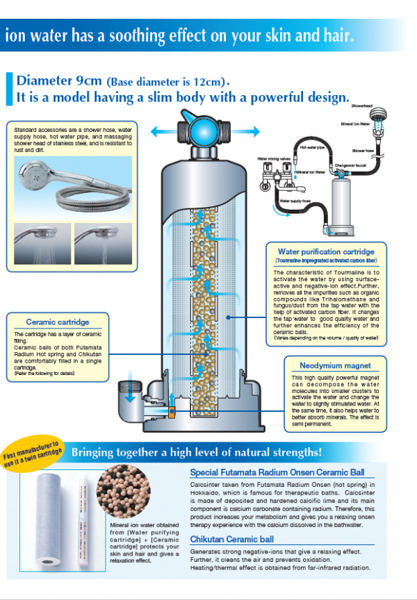 ion water has a soothing effect on your skin and hair.
Diameter 9cm (Base diameter is 12cm).
It is a model having a slim body with a powerful design.
Standard accessories are a shower hose, water
supply hose, hot water pipe, and massaging
shower head of stainless steel, and is resistant to
rust and dirt.
Showerhead
Mineral Ion Water
Hot water pipe
Shower hose
Water mixing valves
Changeover faucet
Mineral Ion Water
Water supply hose
Water purification cartridge
(Tourmaline impregnated activated carbon fiber)
The characteristic of Tourmaline is to
activate the water by using surface-
active and negative-ion effect.Further,
removes all the impurities such as organic
compounds like Trihalomethane and
fungus/dust from the tap water with the
help of activated carbon fiber. It changes
the tap water to good quality water and
further enhances the efficiency of the
ceramic balls.
(Varies depending on the volume / quality of water)
Ceramic cartridge
The cartridge has a layer of ceramic
filling.
Ceramic balls of both Futamata
Radium Hot spring and Chikutan
are comfortably filled in a single
cartridge.
(Refer the following for details)
Neodymium magnet
This high quality powerful magnet
can decompose the water
molecules into smaller clusters to
activate the water and change the
water to slightly stimulated water. At
the same time, it also helps water to
better absorb minerals. The effect is
semi permanent.
First manufacturer to
use it a twin cartridge
Bringing together a high level of natural strengths!
Mineral ion water obtained
from [Water purifying
cartridge] + [Ceramic
cartridge] protects your
skin and hair and gives a
relaxation effect.
Special Futamata Radium Onsen Ceramic Ball
Calcsinter taken from Futamata Radium Onsen (hot spring) in
Hokkaido, which is famous for therapeutic baths. Calcsinter
is made of deposited and hardened calcific lime and its main
component is calcium carbonate containing radium. Therefore, this
product increases your metabolism and gives you a relaxing onsen
therapy experience with the calcium dissolved in the bathwater.
Chikutan Ceramic ball
Generates strong negative-ions that give a relaxing effect.
Further, it cleans the air and prevents oxidation.
Heating/thermal effect is obtained from far-infrared radiation.